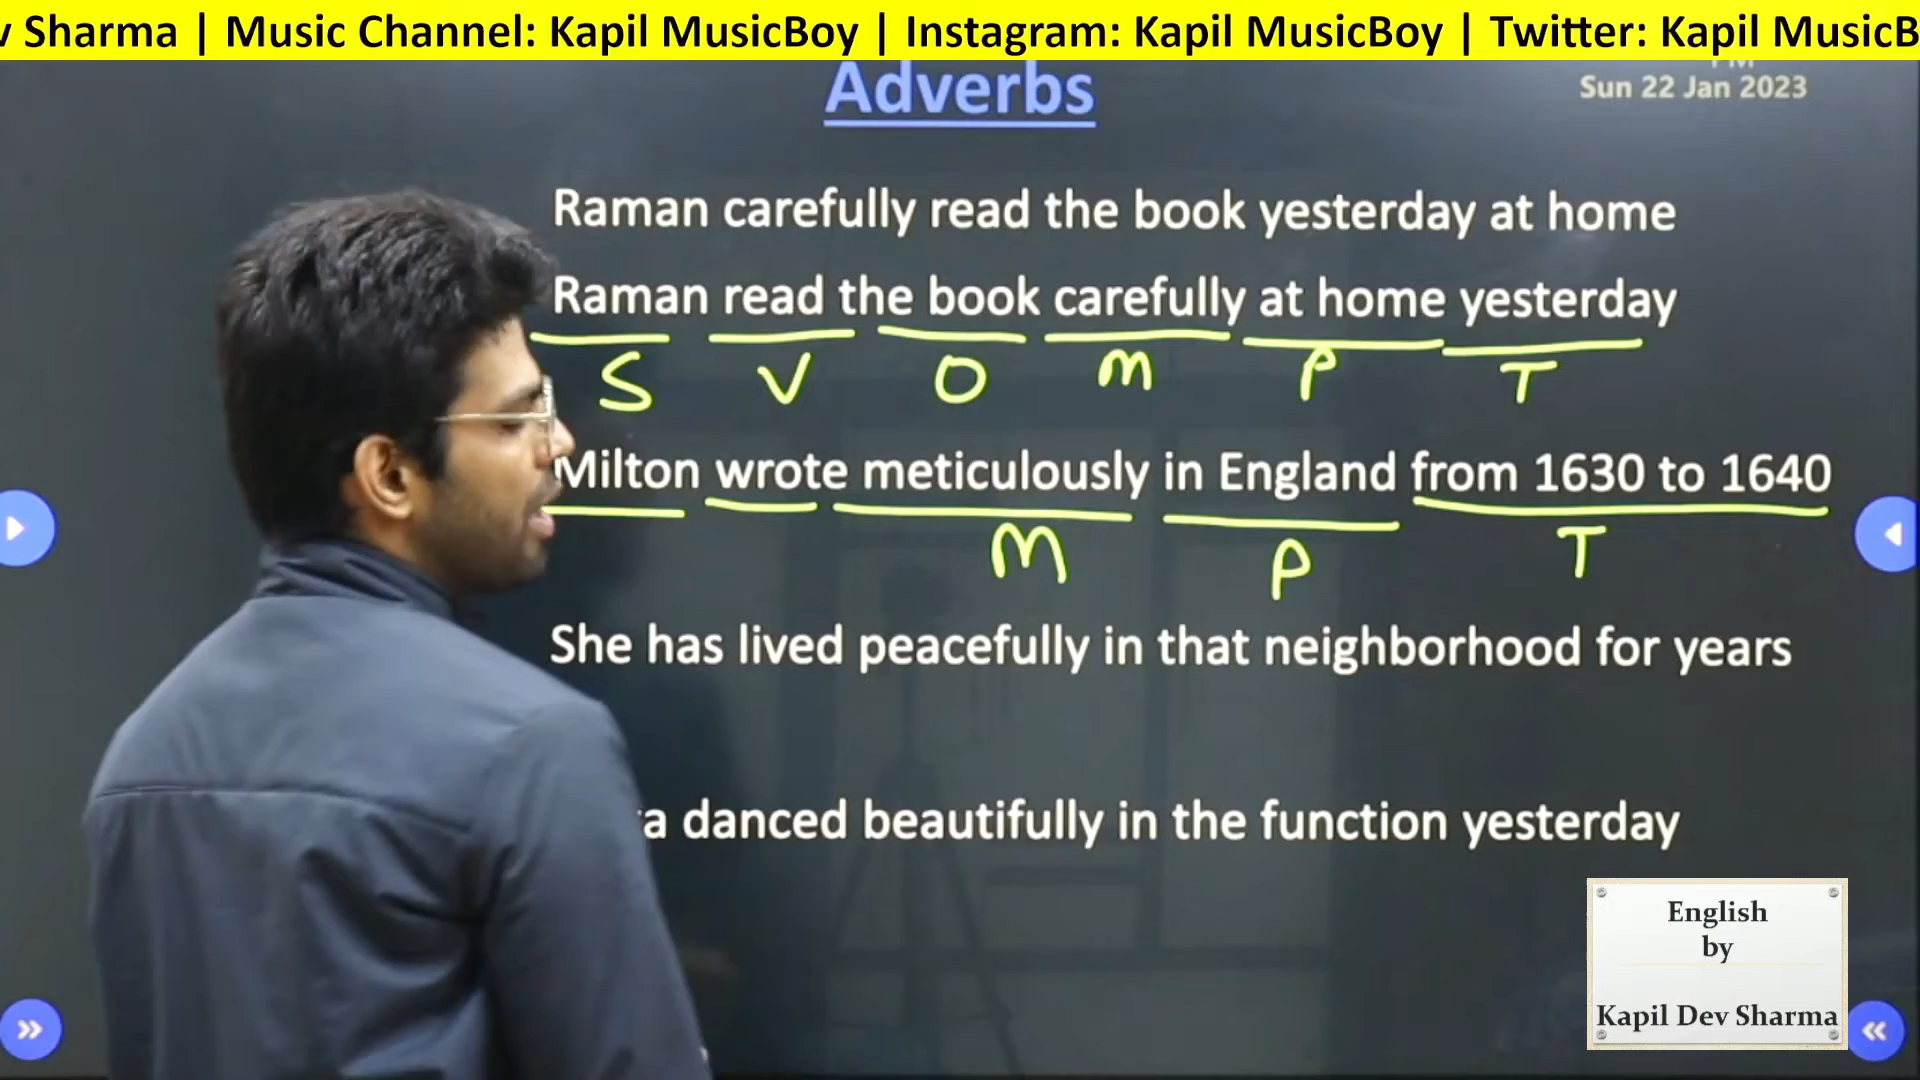 Sharma | Music Channel: Kapil MusicBoy | Instagram: Kapil MusicBoy | Twitter: Kapil
Adverbs
Sun 22 Jan 2023
Raman carefully read the book yesterday at home
Raman read the book carefully at home yesterday
S V O M P T
Milton wrote meticulously in England from 1630 to 1640
M P T
She has lived peacefully in that neighborhood for years
danced beautifully in the function yesterday
English
by
Kapil Dev Sharma